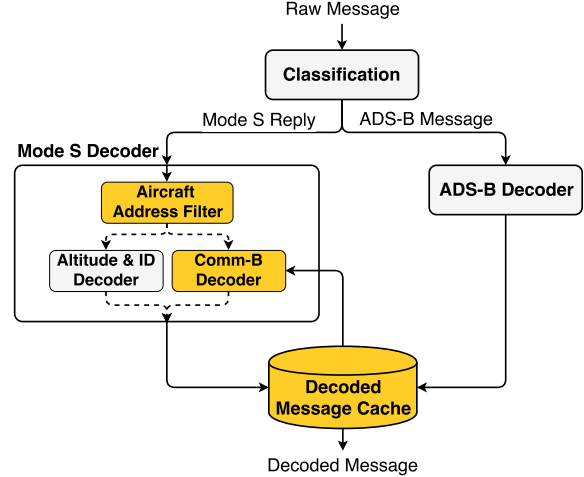 Raw Message
Classification
Mode S Reply
ADS-B Message
Mode S Decoder
Aircraft
Address Filter
ADS-B Decoder
Altitude & ID
Decoder
Comm-B
Decoder
Decoded
Message Cache
Decoded Message